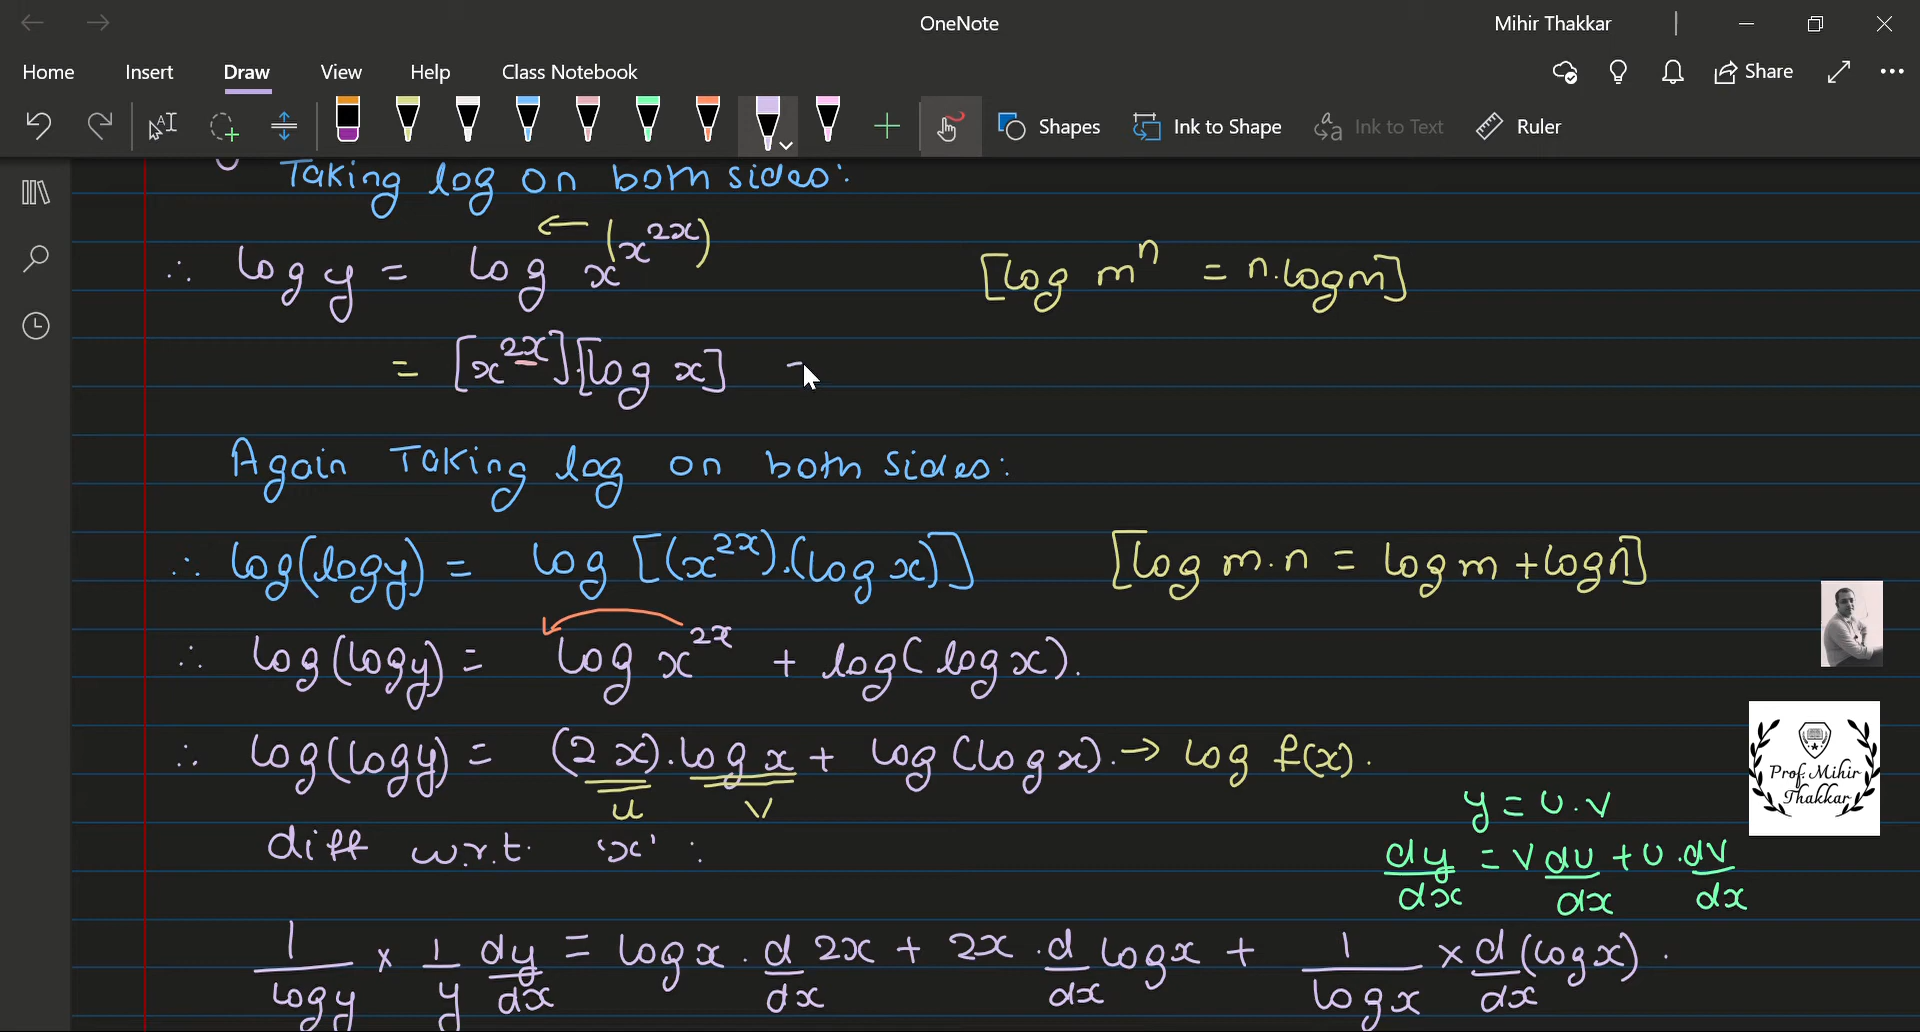 OneNote
Mihir Thakkar
Home Insert Draw View Help Class Notebook
Share
Shapes Ink to Shape Ink to Text Ruler
Taking log on both sides:
∴ log y = log x^(x^(2x)) [log m^n = n.log m]
= [x^(2x)].[log x] -
Again Taking log on both sides:
∴ log(log y) = log [(x^(2x)).(log x)] [log m.n = log m + log n]
∴ log(log y) = log x^(2x) + log(log x).
∴ log(log y) = (2x).log x + log(log x). → log f(x).
u v
y = u.v
diff w.r.t. 'x' :
dy/dx = v du/dx + u.dv/dx
1/log y × 1/y dy/dx = log x . d/dx 2x + 2x . d/dx log x + 1/log x × d/dx (log x) .
Prof. Mihir
Thakkar